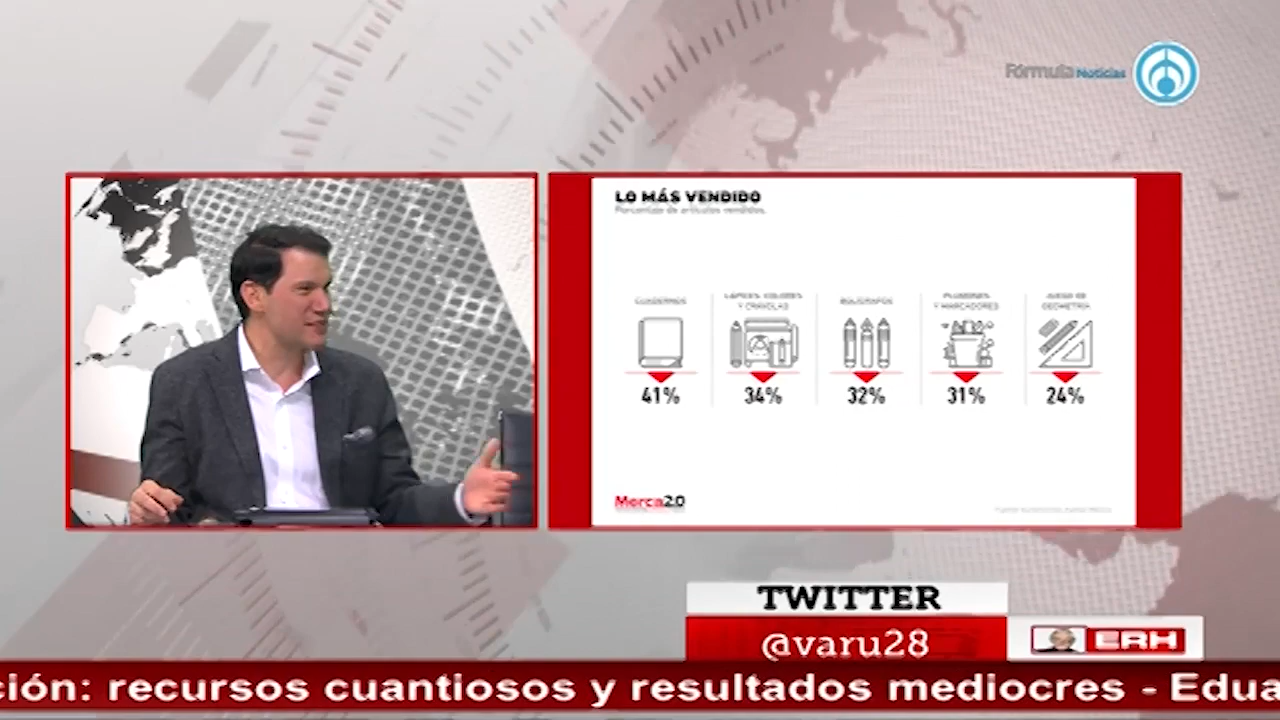 Fórmula Noticias
LO MÁS VENDIDO
Porcentaje de artículos vendidos.
CUADERNOS
LÁPICES, COLORES
Y CRAYOLAS
BOLÍGRAFOS
PLUMONES
Y MARCADORES
JUEGO DE
GEOMETRÍA
41%
34%
32%
31%
24%
Merca2.0
TWITTER
@varu28
ERH
ción: recursos cuantiosos y resultados mediocres - Edua